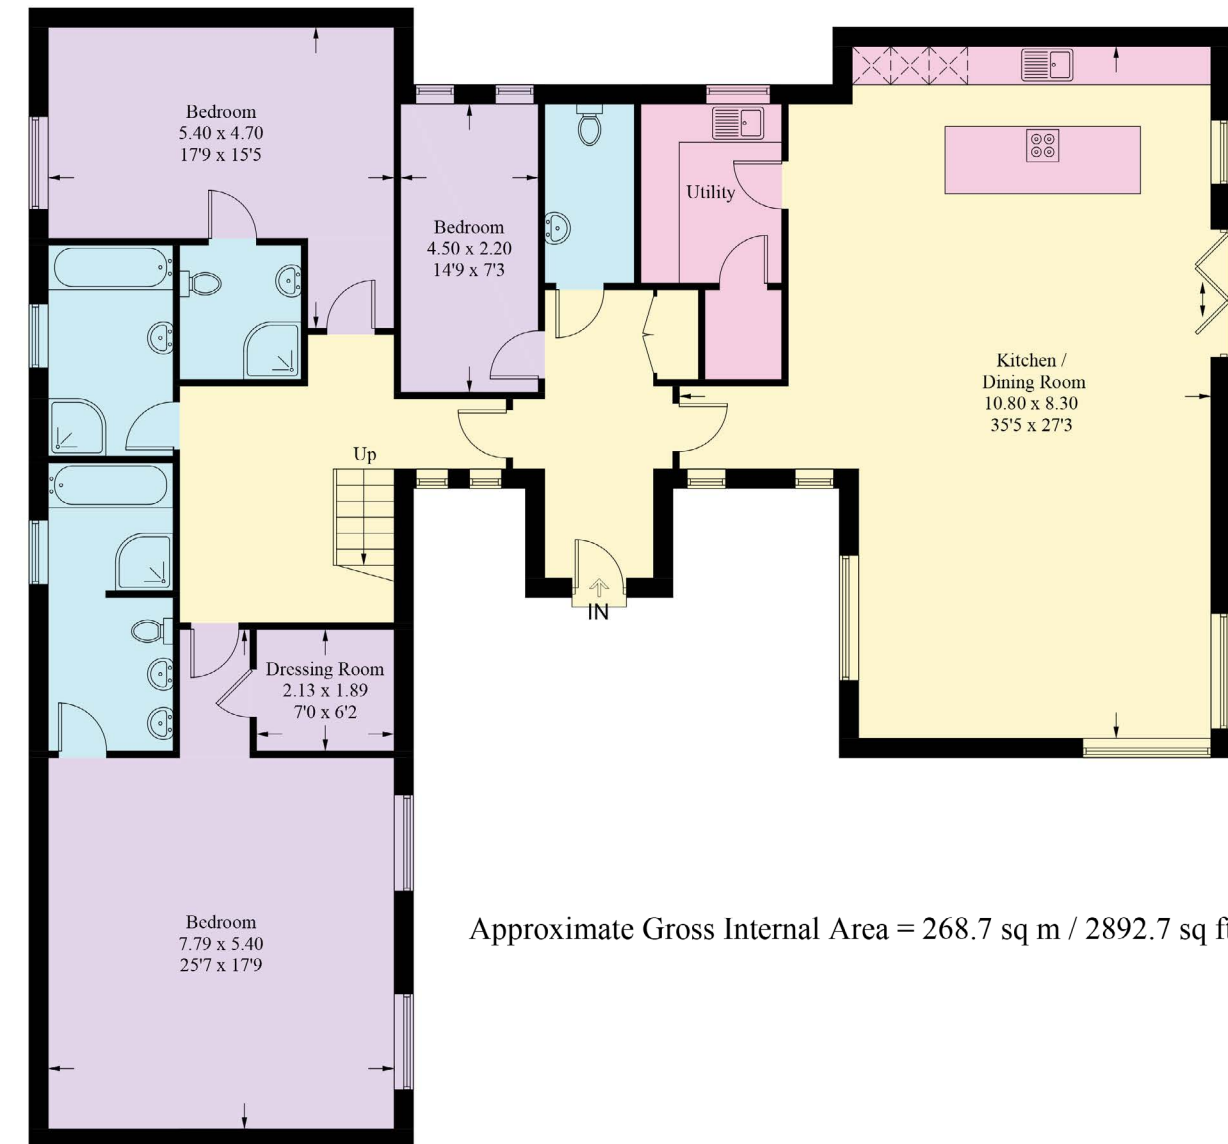 Bedroom
5.40 x 4.70
17'9 x 15'5
Bedroom
4.50 x 2.20
14'9 x 7'3
Utility
Kitchen /
Dining Room
10.80 x 8.30
35'5 x 27'3
Up
IN
Dressing Room
2.13 x 1.89
7'0 x 6'2
Bedroom
7.79 x 5.40
25'7 x 17'9
Approximate Gross Internal Area = 268.7 sq m / 2892.7 sq ft